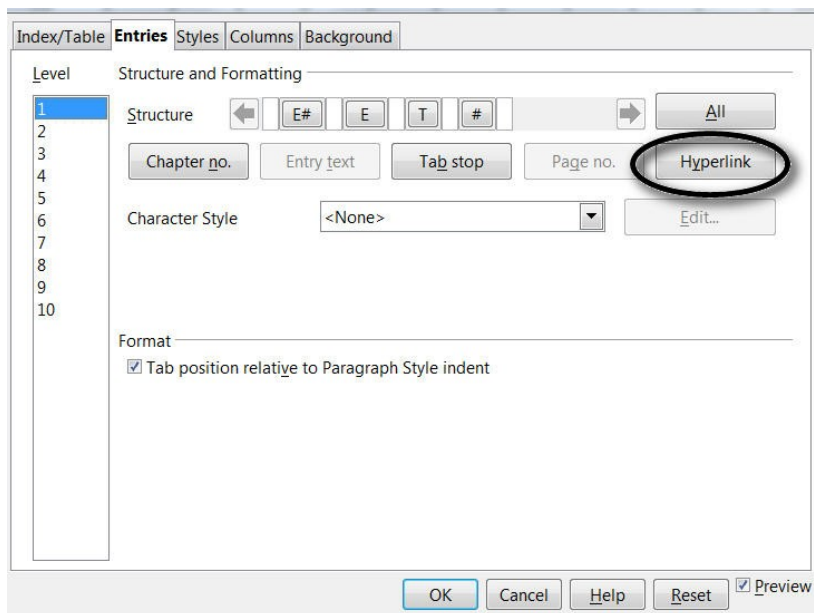 Index/Table Entries Styles Columns Background
Level Structure and Formatting
1
2
3
4
5
6
7
8
9
10
Structure E# E T # All
Chapter no. Entry text Tab stop Page no. Hyperlink
Character Style <None> Edit...
Format
Tab position relative to Paragraph Style indent
OK Cancel Help Reset Preview